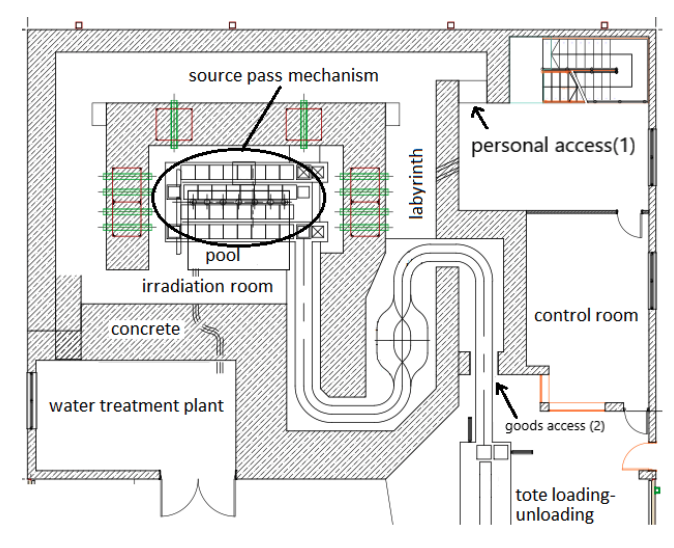 source pass mechanism
personal access(1)
labyrinth
pool
irradiation room
concrete
control room
water treatment plant
goods access (2)
tote loading-
unloading